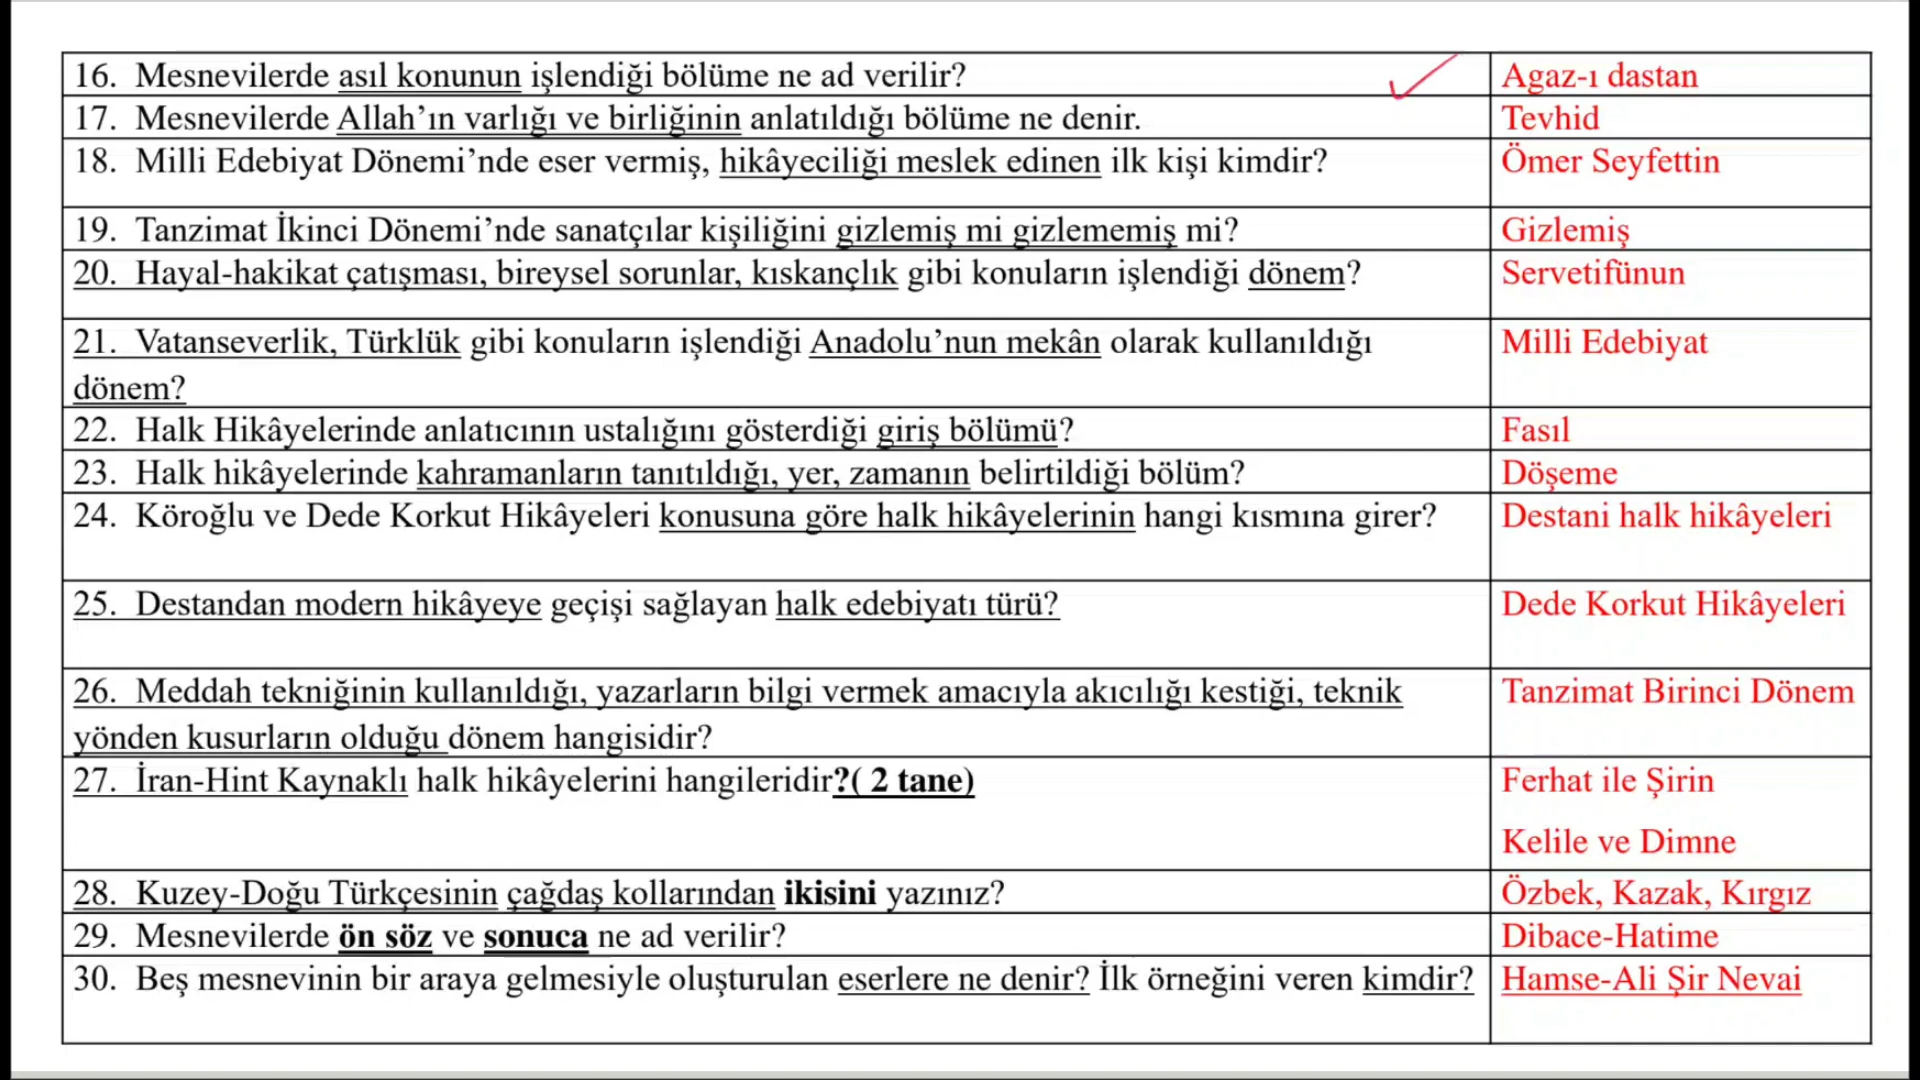 16. Mesnevilerde asıl konunun işlendiği bölüme ne ad verilir? Agaz-ı dastan
17. Mesnevilerde Allah’ın varlığı ve birliğinin anlatıldığı bölüme ne denir. Tevhid
18. Milli Edebiyat Dönemi’nde eser vermiş, hikâyeciliği meslek edinen ilk kişi kimdir? Ömer Seyfettin
19. Tanzimat İkinci Dönemi’nde sanatçılar kişiliğini gizlemiş mi gizlememiş mi? Gizlemiş
20. Hayal-hakikat çatışması, bireysel sorunlar, kıskançlık gibi konuların işlendiği dönem? Servetifünun
21. Vatanseverlik, Türklük gibi konuların işlendiği Anadolu’nun mekân olarak kullanıldığı Milli Edebiyat
dönem?
22. Halk Hikâyelerinde anlatıcının ustalığını gösterdiği giriş bölümü? Fasıl
23. Halk hikâyelerinde kahramanların tanıtıldığı, yer, zamanın belirtildiği bölüm? Döşeme
24. Köroğlu ve Dede Korkut Hikâyeleri konusuna göre halk hikâyelerinin hangi kısmına girer? Destani halk hikâyeleri
25. Destandan modern hikâyeye geçişi sağlayan halk edebiyatı türü? Dede Korkut Hikâyeleri
26. Meddah tekniğinin kullanıldığı, yazarların bilgi vermek amacıyla akıcılığı kestiği, teknik Tanzimat Birinci Dönem
yönden kusurların olduğu dönem hangisidir?
27. İran-Hint Kaynaklı halk hikâyelerini hangileridir?( 2 tane) Ferhat ile Şirin
Kelile ve Dimne
28. Kuzey-Doğu Türkçesinin çağdaş kollarından ikisini yazınız? Özbek, Kazak, Kırgız
29. Mesnevilerde ön söz ve sonuca ne ad verilir? Dibace-Hatime
30. Beş mesnevinin bir araya gelmesiyle oluşturulan eserlere ne denir? İlk örneğini veren kimdir? Hamse-Ali Şir Nevai